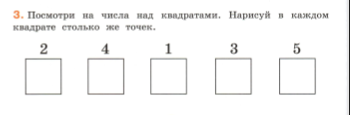 3. Посмотри на числа над квадратами. Нарисуй в каждом
квадрате столько же точек.
2 4 1 3 5